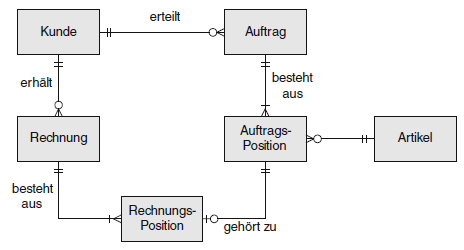 erteilt
Kunde
Auftrag
erhält
besteht
aus
Rechnung
Auftrags-
Position
Artikel
besteht
aus
Rechnungs-
Position
gehört zu